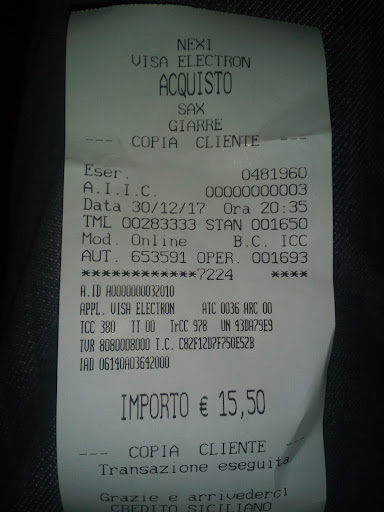 NEXI
VISA ELECTRON
ACQUISTO
SAX
GIARRE
--- COPIA CLIENTE ---
Eser. 0481960
A.I.I.C. 00000000003
Data 30/12/17 Ora 20:35
TML 00283333 STAN 001650
Mod. Online B.C. ICC
AUT. 653591 OPER. 001693
************7224 ****
A.ID A0000000032010
APPL. VISA ELECTRON ATC 0036 ARC 00
ICC 380 TT 00 TrCC 978 UN 43DA79E9
TVR 8080008000 T.C. C82F12D7F750E52B
IAD 06140A03642000
IMPORTO € 15,50
--- COPIA CLIENTE ---
Transazione eseguita
Grazie e arrivederci
CREDITO SICILIANO